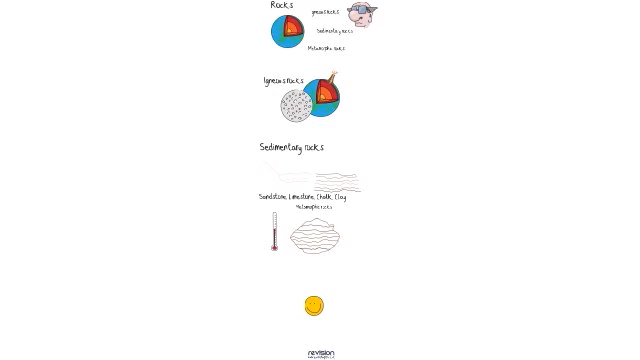 Rocks
Igneous rocks
Sedimentary rocks
Metamorphic rocks
Igneous rocks
Sedimentary rocks
Sandstone, Limestone, Chalk, Clay
Metamorphic rocks
revision